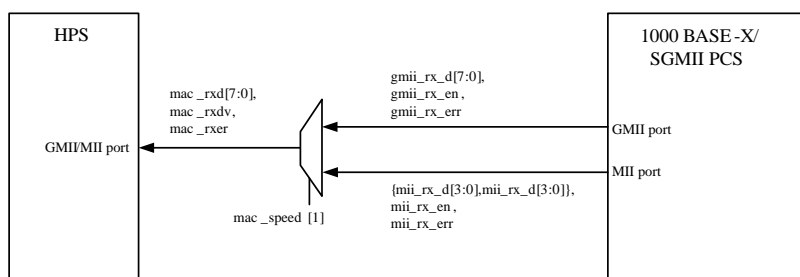 HPS
1000 BASE-X/
SGMII PCS
mac _rxd[7:0],
mac _rxdv,
mac _rxer
gmii_rx_d[7:0],
gmii_rx_en ,
gmii_rx_err
GMII/MII port
GMII port
MII port
{mii_rx_d[3:0],mii_rx_d[3:0]},
mii_rx_en ,
mii_rx_err
mac _speed [1]